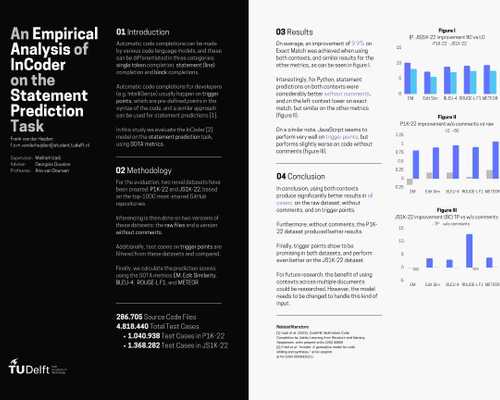 An Empirical
Analysis of
InCoder
on the
Statement
Prediction
Task
Frank van der Heijden
Supervisor: Maliheh Izadi
Advisor: Georgios Gousios
Professor: Arie van Deursen
TUDelft
01 Introduction
Automatic code completions can be made
by various code language models, and these
can be differentiated in three categories:
single token completion, statement (line)
completion and block completions.
Automatic code completions for developers
(e.g. IntelliSense) usually happen on trigger
points, which are pre-defined points in the
syntax of the code, and a similar approach
can be used for statement predictions [1].
In this study we evaluate the InCoder [2]
model on the statement prediction task,
using SOTA metrics.
02 Methodology
For the evaluation, two novel datasets have
been created: P1K-22 and JS1K-22, based
on the top-1000 most-starred GitHub
repositories.
Inferencing is then done on two versions of
these datasets: the raw files and a version
without comments.
Additionally, test cases on trigger points are
filtered from these datasets and compared.
Finally, we calculate the prediction scores
using the SOTA metrics EM, Edit Similarity,
BLEU-4, ROUGE-L F1, and METEOR.
286.705 Source Code Files
4.818.440 Total Test Cases
• 1.040.938 Test Cases in P1K-22
• 1.368.282 Test Cases in JS1K-22
03 Results
On average, an improvement of 9.9% on
Exact Match was achieved when using
both contexts, and similar results for the
other metrics, as can be seen in figure I.
Interestingly, for Python, statement
predictions on both contexts were
considerably better without comments,
and on the left context lower on exact
match, but similar on the other metrics
(figure II).
On a similar note, JavaScript seems to
perform very well on trigger points, but
performs slightly worse on code without
comments (figure III).
04 Conclusion
In conclusion, using both contexts
produce significantly better results in all
cases: on the raw dataset, without
comments, and on trigger points.
Furthermore, without comments, the P1K-
22 dataset produced better results.
Finally, trigger points show to be
promising in both datasets, and perform
even better on the JS1K-22 dataset.
For future research, the benefit of using
contexts across multiple documents
could be researched. However, the model
needs to be changed to handle this kind of
input.
Related literature
Figure I
P1K-22 JS1K-22
EM Edit Sim BLEU-4 ROUGE-L F1 METEOR
Figure II
P1K-22 improvement w/o comments vs raw
EM Edit Sim BLEU-4 ROUGE-L F1 METEOR
Figure III
JS1K-22 improvement (BC) TP vs w/o comments
TP w/o comments
EM Edit Sim BLEU-4 ROUGE-L F1 METEOR